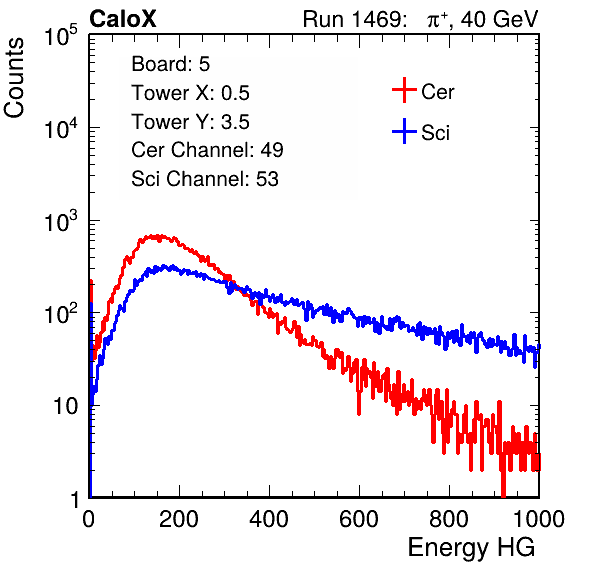 CaloX Run 1469: π⁺, 40 GeV
Counts
10⁵
10⁴
10³
10²
10
1
Board: 5
Tower X: 0.5
Tower Y: 3.5
Cer Channel: 49
Sci Channel: 53
Cer
Sci
0 200 400 600 800 1000
Energy HG